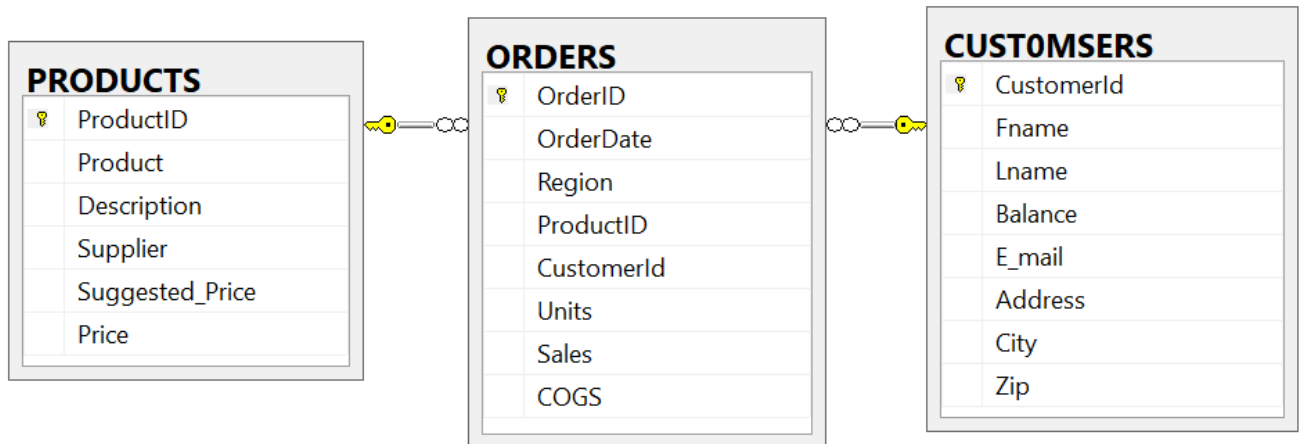 PRODUCTS
ProductID
Product
Description
Supplier
Suggested_Price
Price
ORDERS
OrderID
OrderDate
Region
ProductID
CustomerId
Units
Sales
COGS
CUST0MSERS
CustomerId
Fname
Lname
Balance
E_mail
Address
City
Zip